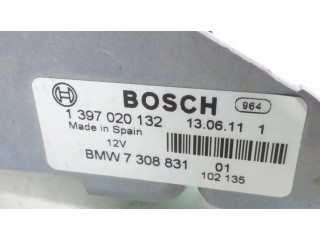 BOSCH 964
1 397 020 132 13.06.11 1
Made in Spain
12V
BMW 7 308 831 01
102 135